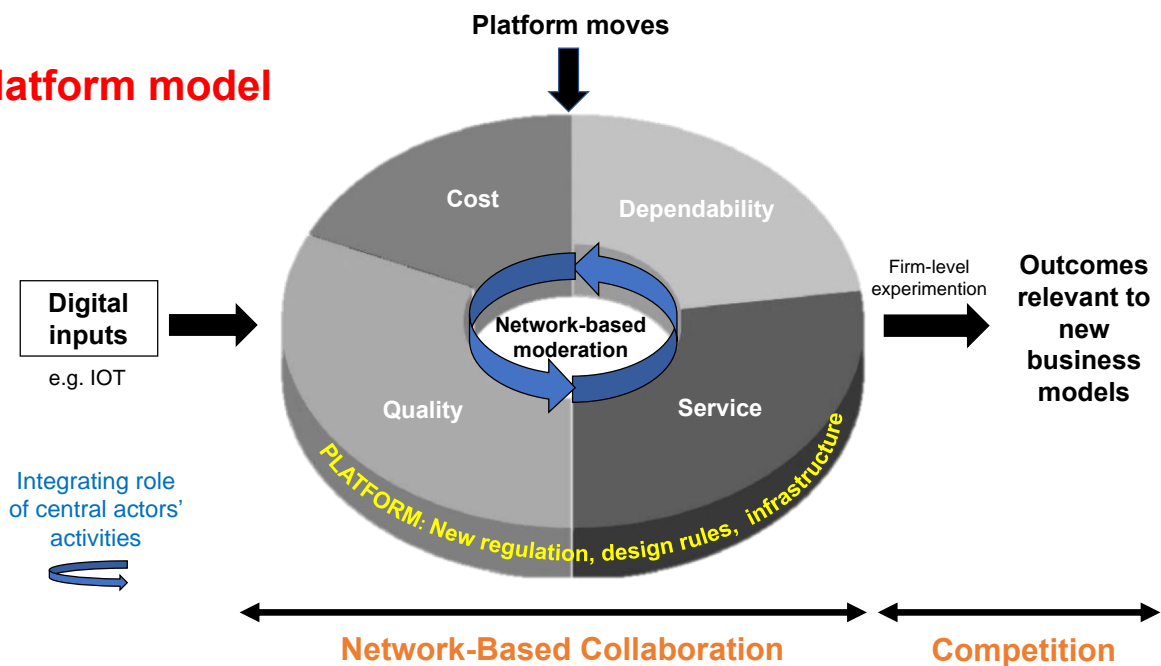 Platform moves
latform model
Cost
Dependability
Digital
inputs
e.g. IOT
Network-based
moderation
Firm-level
experimention
Outcomes
relevant to
new
business
models
Quality
Service
PLATFORM: New regulation, design rules, infrastructure
Integrating role
of central actors’
activities
Network-Based Collaboration
Competition